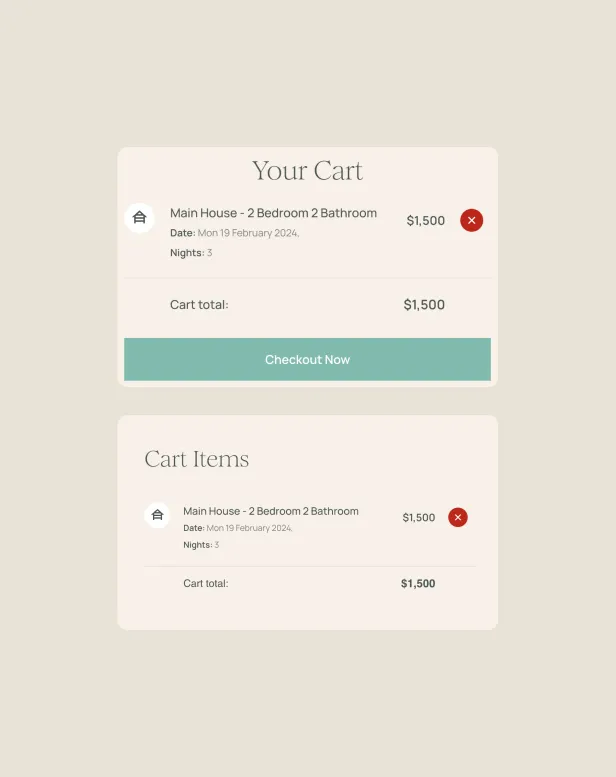 Your Cart
Main House - 2 Bedroom 2 Bathroom
$1,500
Date: Mon 19 February 2024,
Nights: 3
Cart total:
$1,500
Checkout Now
Cart Items
Main House - 2 Bedroom 2 Bathroom
$1,500
Date: Mon 19 February 2024,
Nights: 3
Cart total:
$1,500